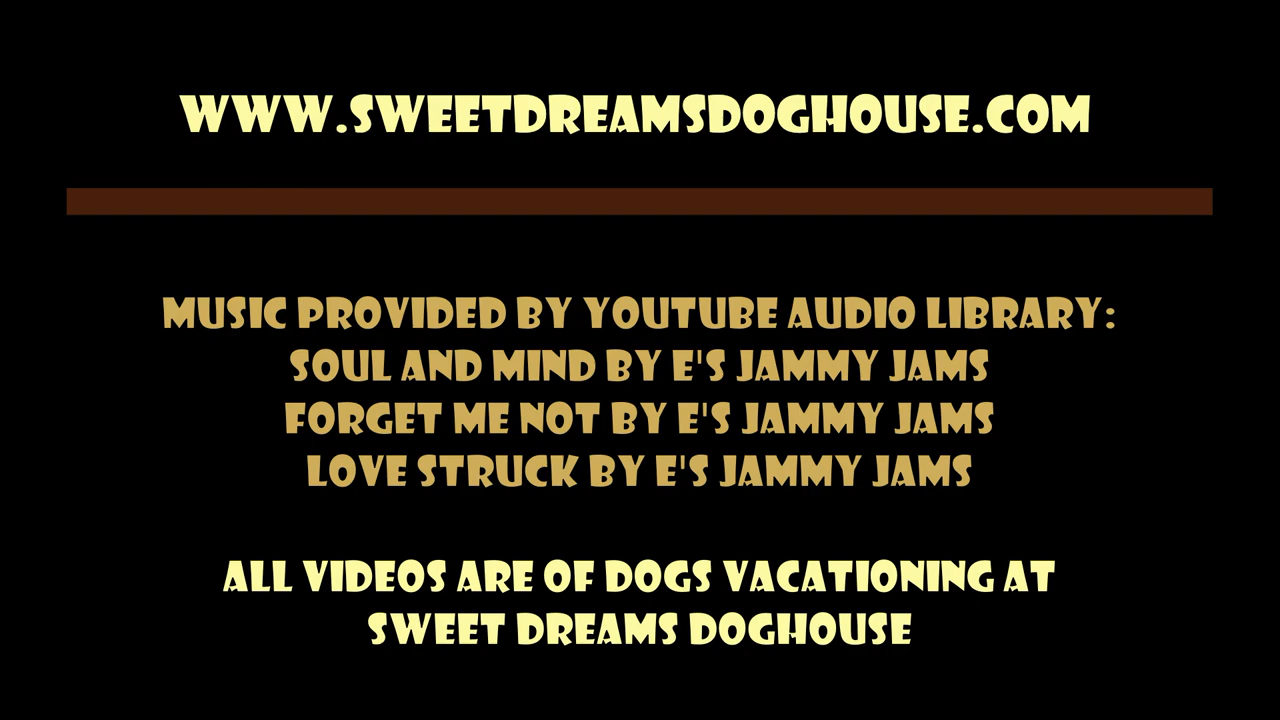 WWW.SWEETDREAMSDOGHOUSE.COM
MUSIC PROVIDED BY YOUTUBE AUDIO LIBRARY:
SOUL AND MIND BY E'S JAMMY JAMS
FORGET ME NOT BY E'S JAMMY JAMS
LOVE STRUCK BY E'S JAMMY JAMS
ALL VIDEOS ARE OF DOGS VACATIONING AT
SWEET DREAMS DOGHOUSE